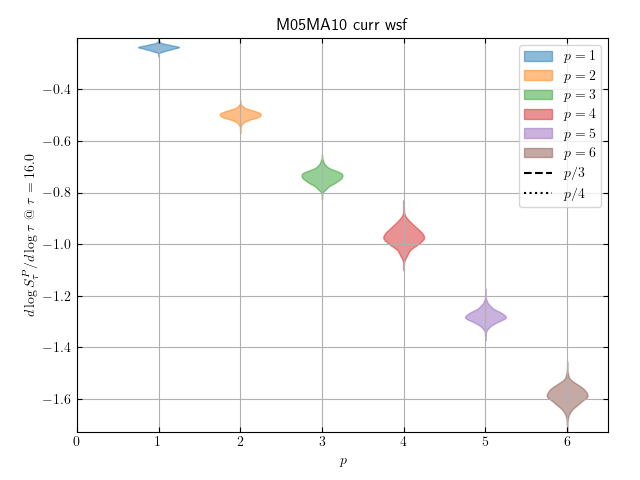 M05MA10 curr wsf
d log S_τ^P / d log τ @ τ = 16.0
−0.4
−0.6
−0.8
−1.0
−1.2
−1.4
−1.6
0 1 2 3 4 5 6
p
p = 1
p = 2
p = 3
p = 4
p = 5
p = 6
p/3
p/4